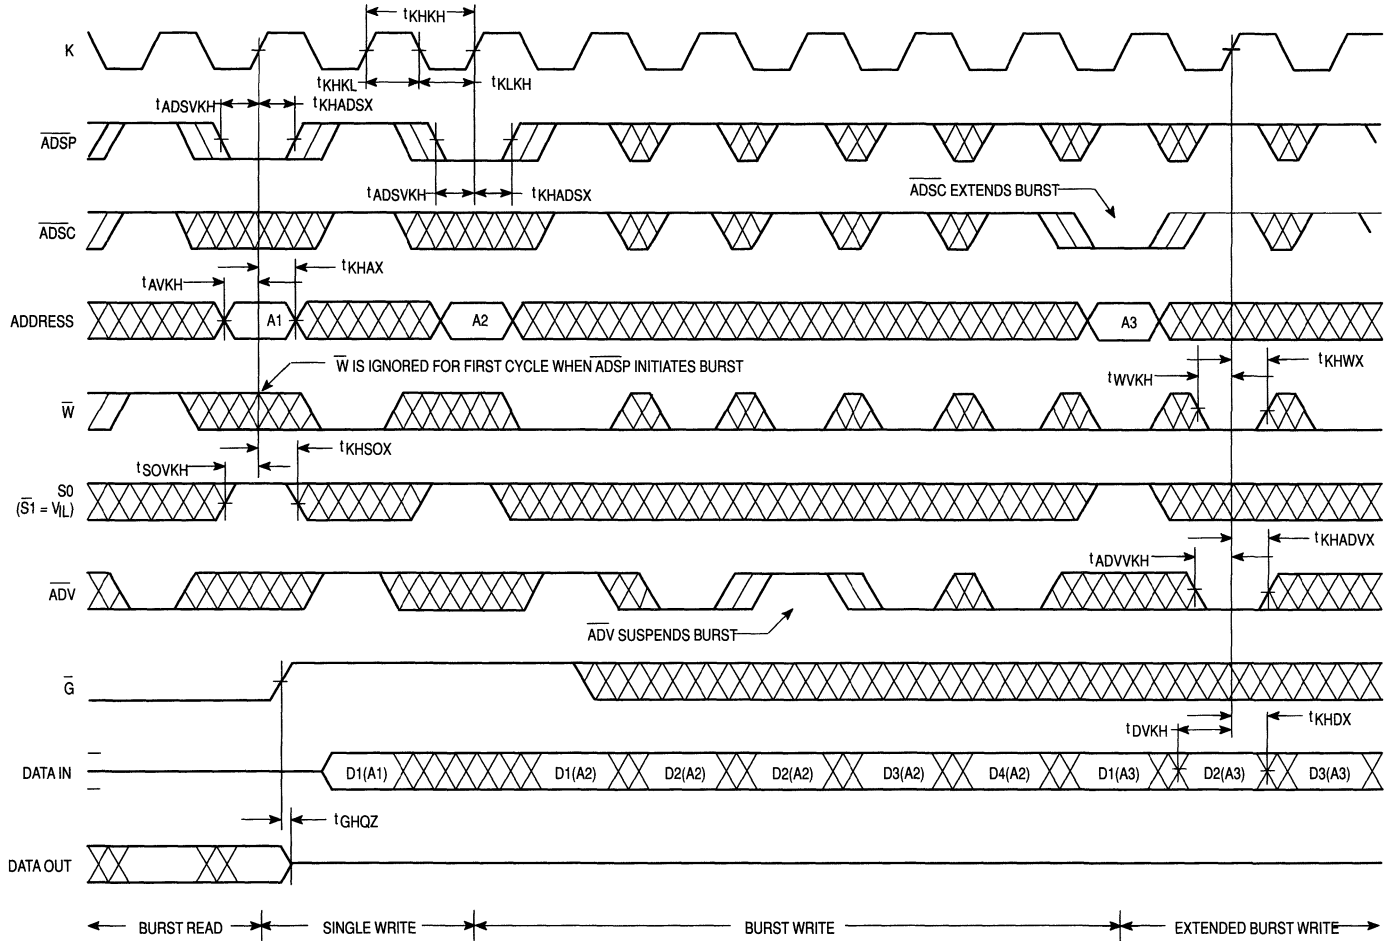 tKHKH
K
tKHKL
tKLKH
tADSVKH
tKHADSX
ADSP
tADSVKH
tKHADSX
ADSC EXTENDS BURST
ADSC
tKHAX
tAVKH
ADDRESS
A1
A2
A3
W IS IGNORED FOR FIRST CYCLE WHEN ADSP INITIATES BURST
tKHWX
tWVKH
W
tKHSOX
tSOVKH
S0
(S1 = VIL)
tKHADVX
tADVVKH
ADV
ADV SUSPENDS BURST
G
tKHDX
tDVKH
DATA IN
D1(A1)
D1(A2)
D2(A2)
D2(A2)
D3(A2)
D4(A2)
D1(A3)
D2(A3)
D3(A3)
tGHQZ
DATA OUT
BURST READ
SINGLE WRITE
BURST WRITE
EXTENDED BURST WRITE